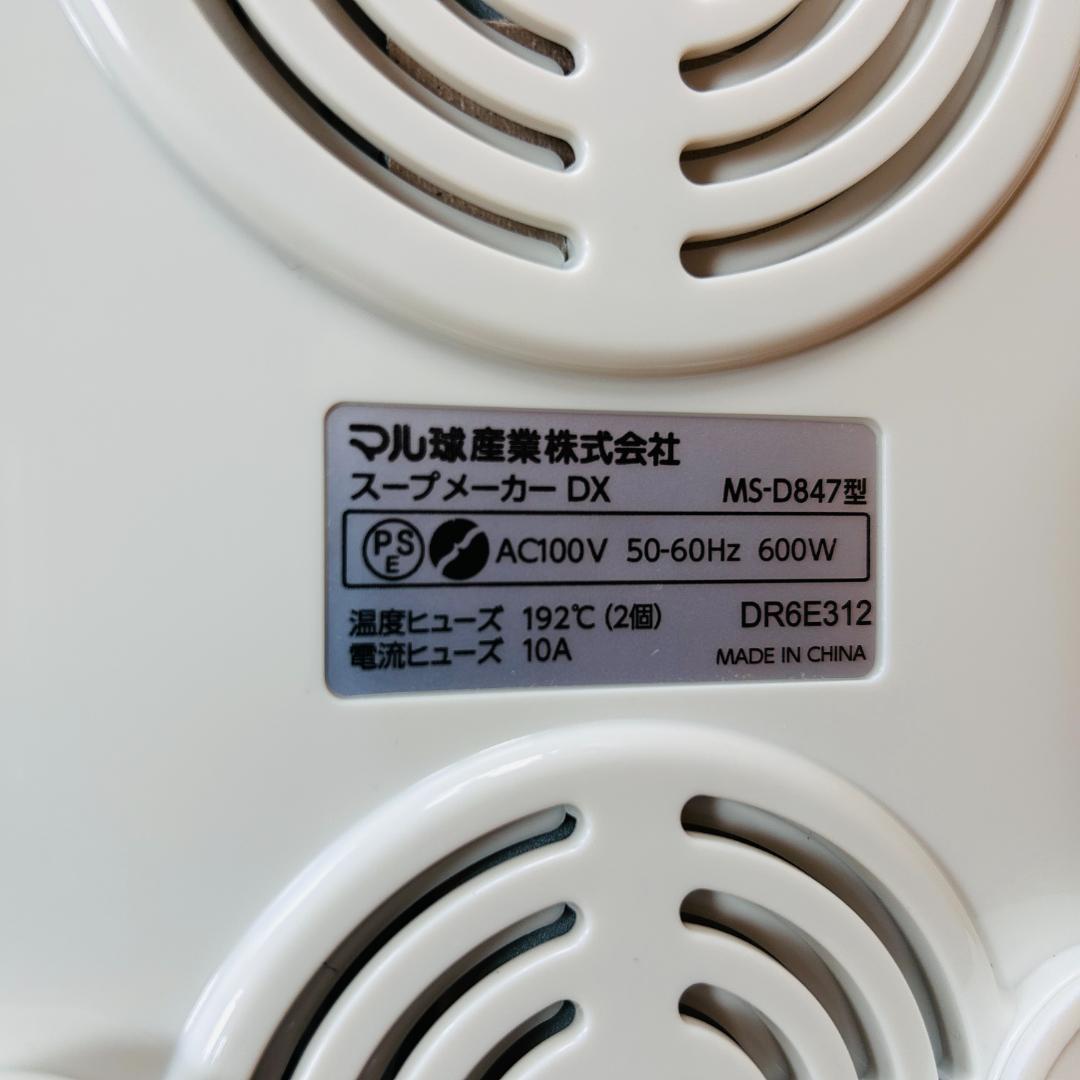 マル球産業株式会社
スープメーカー DX MS-D847型
PSE AC100V 50-60Hz 600W
温度ヒューズ 192℃(2個) DR6E312
電流ヒューズ 10A MADE IN CHINA